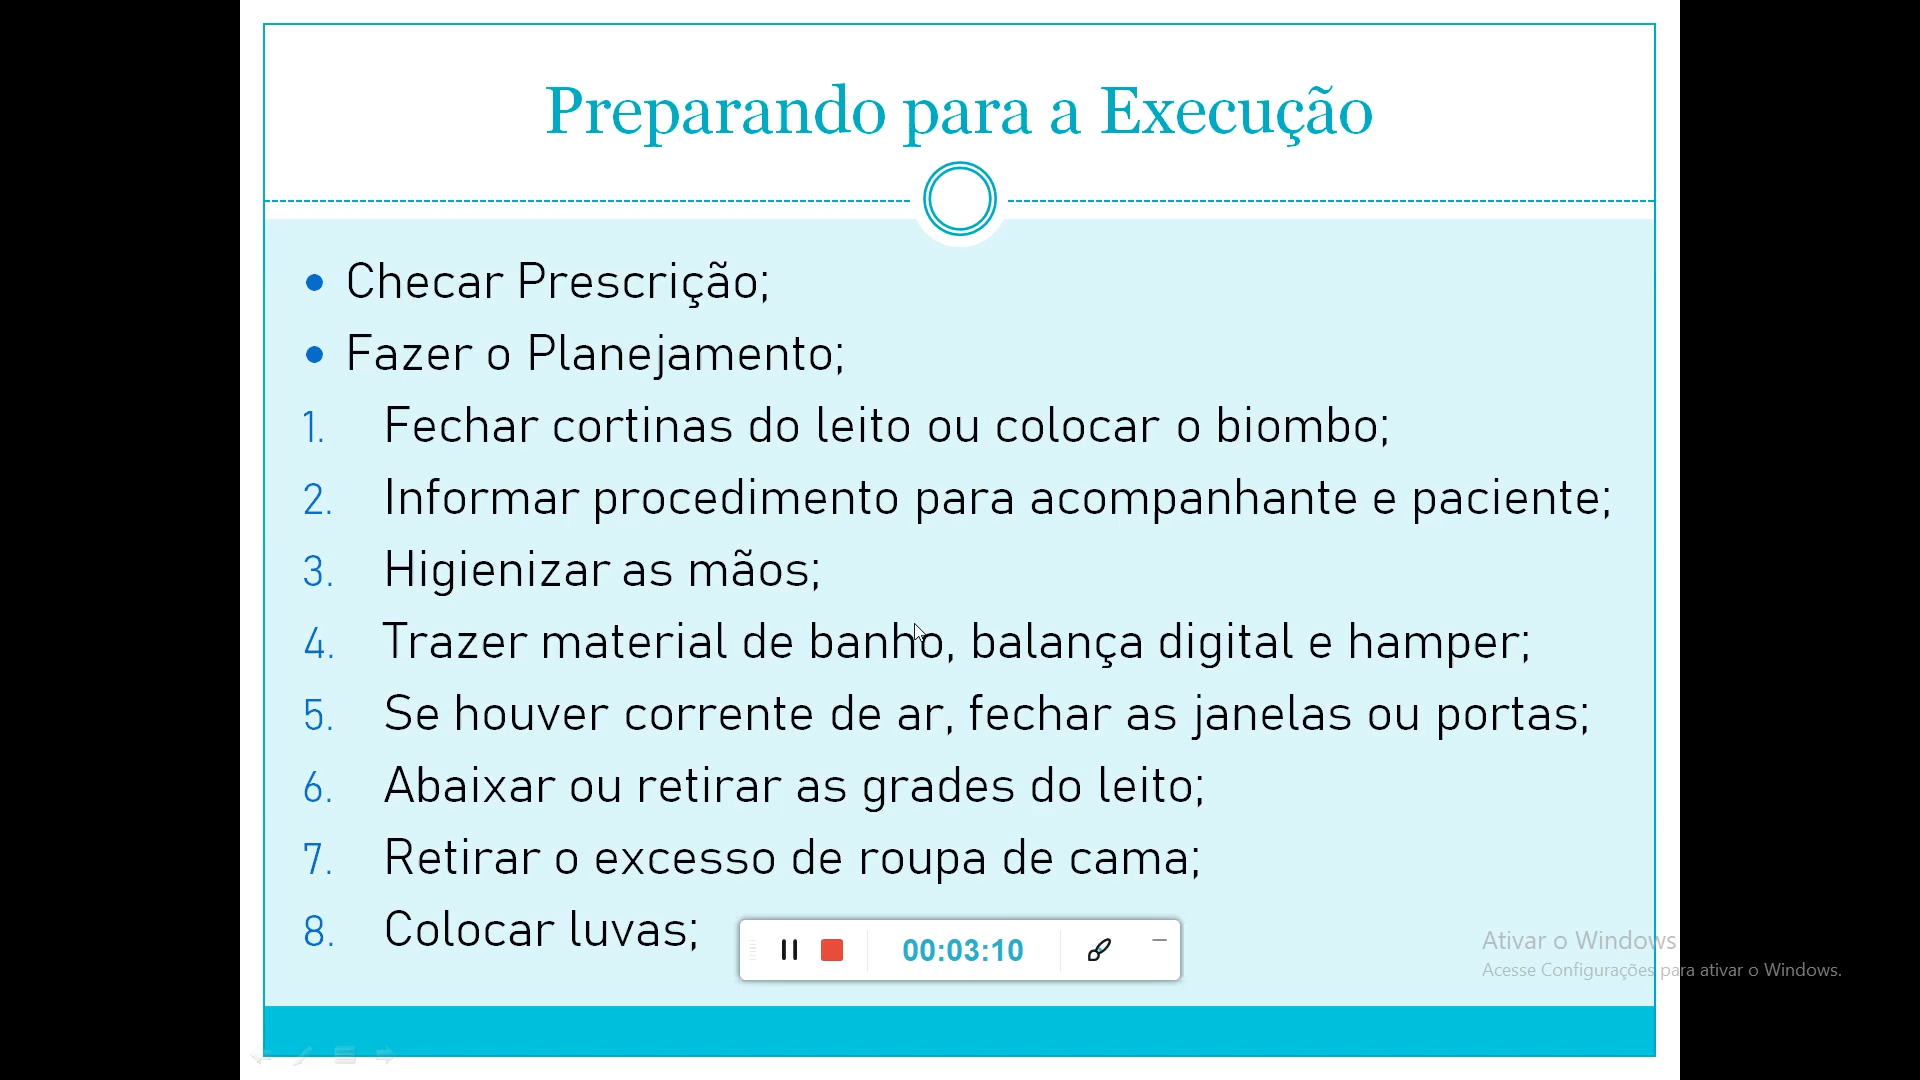 Preparando para a Execução
• Checar Prescrição;
• Fazer o Planejamento;
1. Fechar cortinas do leito ou colocar o biombo;
2. Informar procedimento para acompanhante e paciente;
3. Higienizar as mãos;
4. Trazer material de banho, balança digital e hamper;
5. Se houver corrente de ar, fechar as janelas ou portas;
6. Abaixar ou retirar as grades do leito;
7. Retirar o excesso de roupa de cama;
8. Colocar luvas;
00:03:10
Ativar o Windows
Acesse Configurações para ativar o Windows.